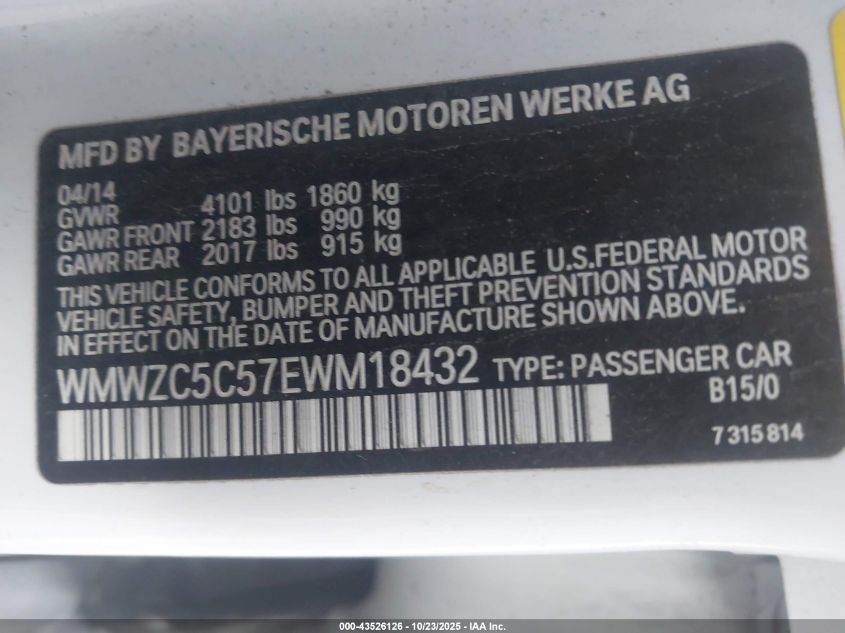 MFD BY BAYERISCHE MOTOREN WERKE AG
04/14
GVWR 4101 lbs 1860 kg
GAWR FRONT 2183 lbs 990 kg
GAWR REAR 2017 lbs 915 kg
THIS VEHICLE CONFORMS TO ALL APPLICABLE U.S.FEDERAL MOTOR
VEHICLE SAFETY, BUMPER AND THEFT PREVENTION STANDARDS
IN EFFECT ON THE DATE OF MANUFACTURE SHOWN ABOVE.
WMWZC5C57EWM18432 TYPE: PASSENGER CAR
B15/0
7315814
000-43526126 - 10/23/2025 - IAA Inc.